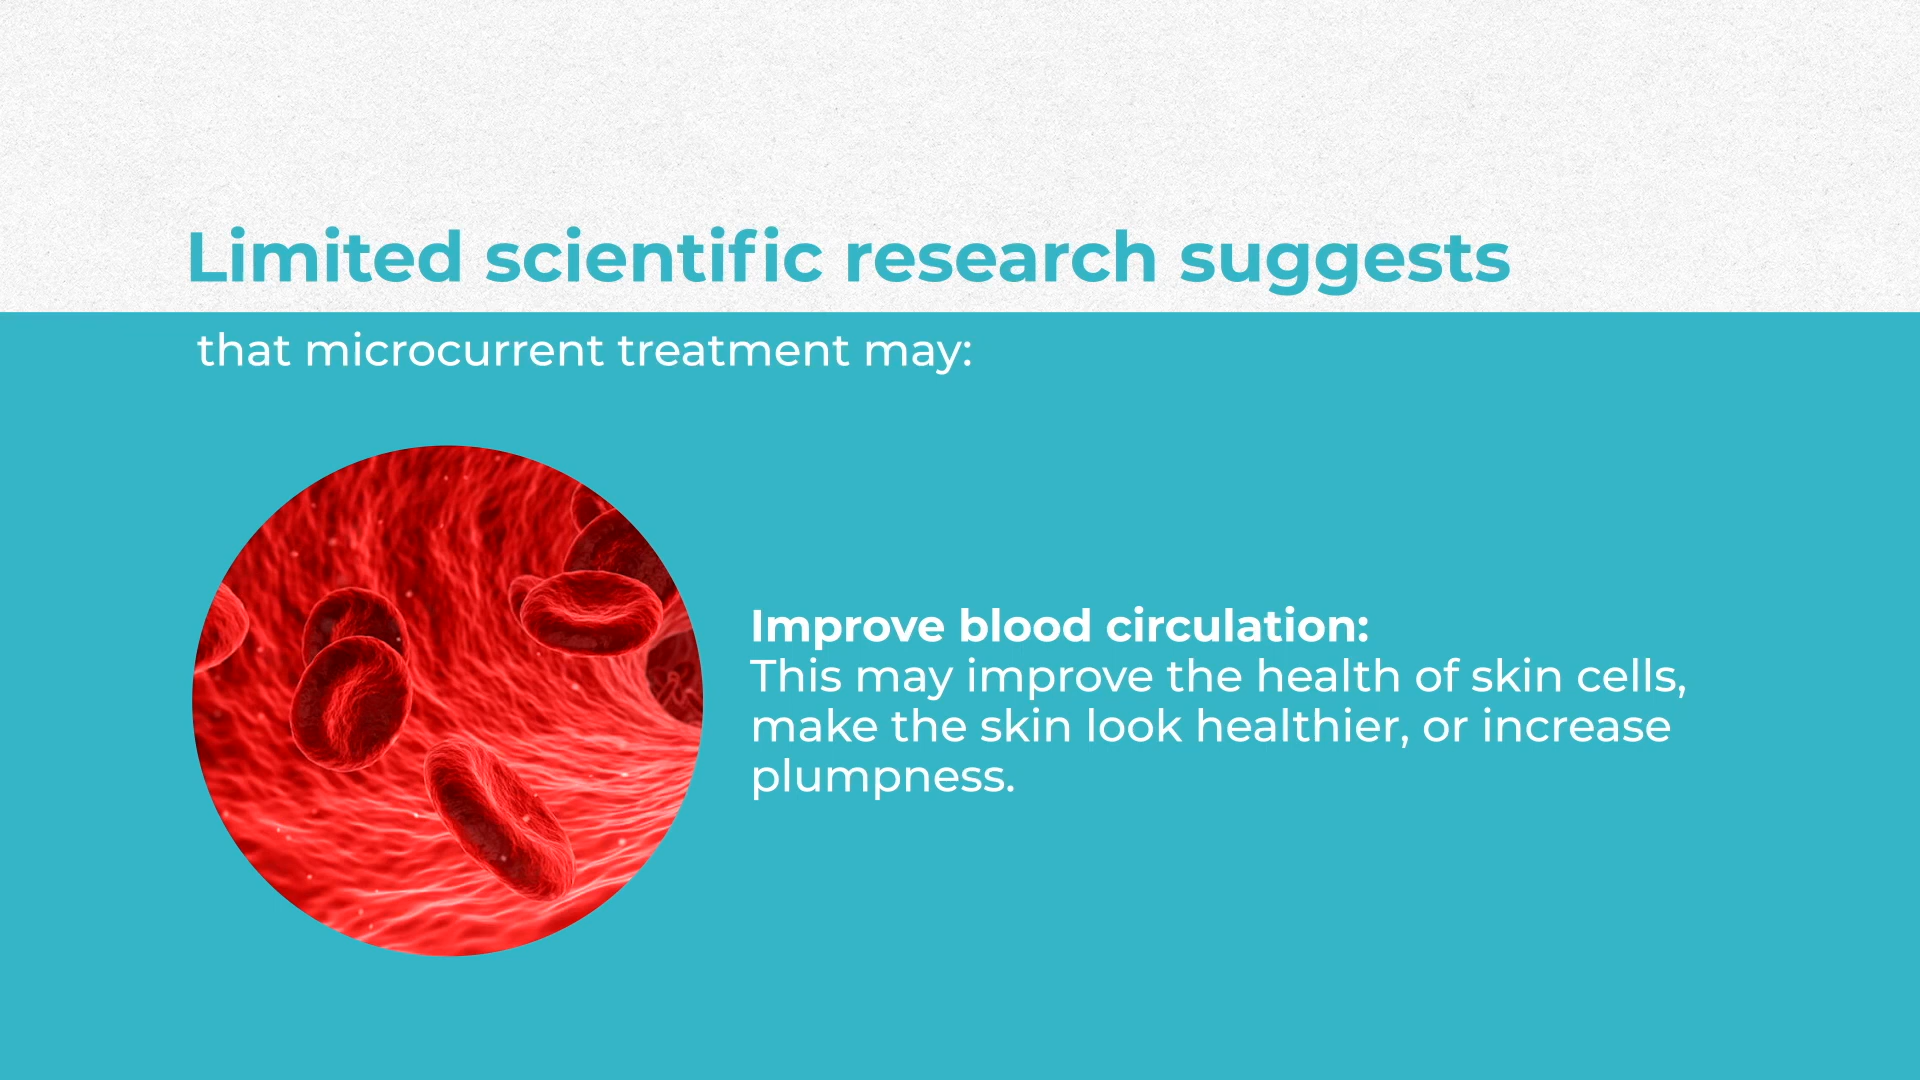 Limited scientific research suggests
that microcurrent treatment may:
Improve blood circulation:
This may improve the health of skin cells,
make the skin look healthier, or increase
plumpness.